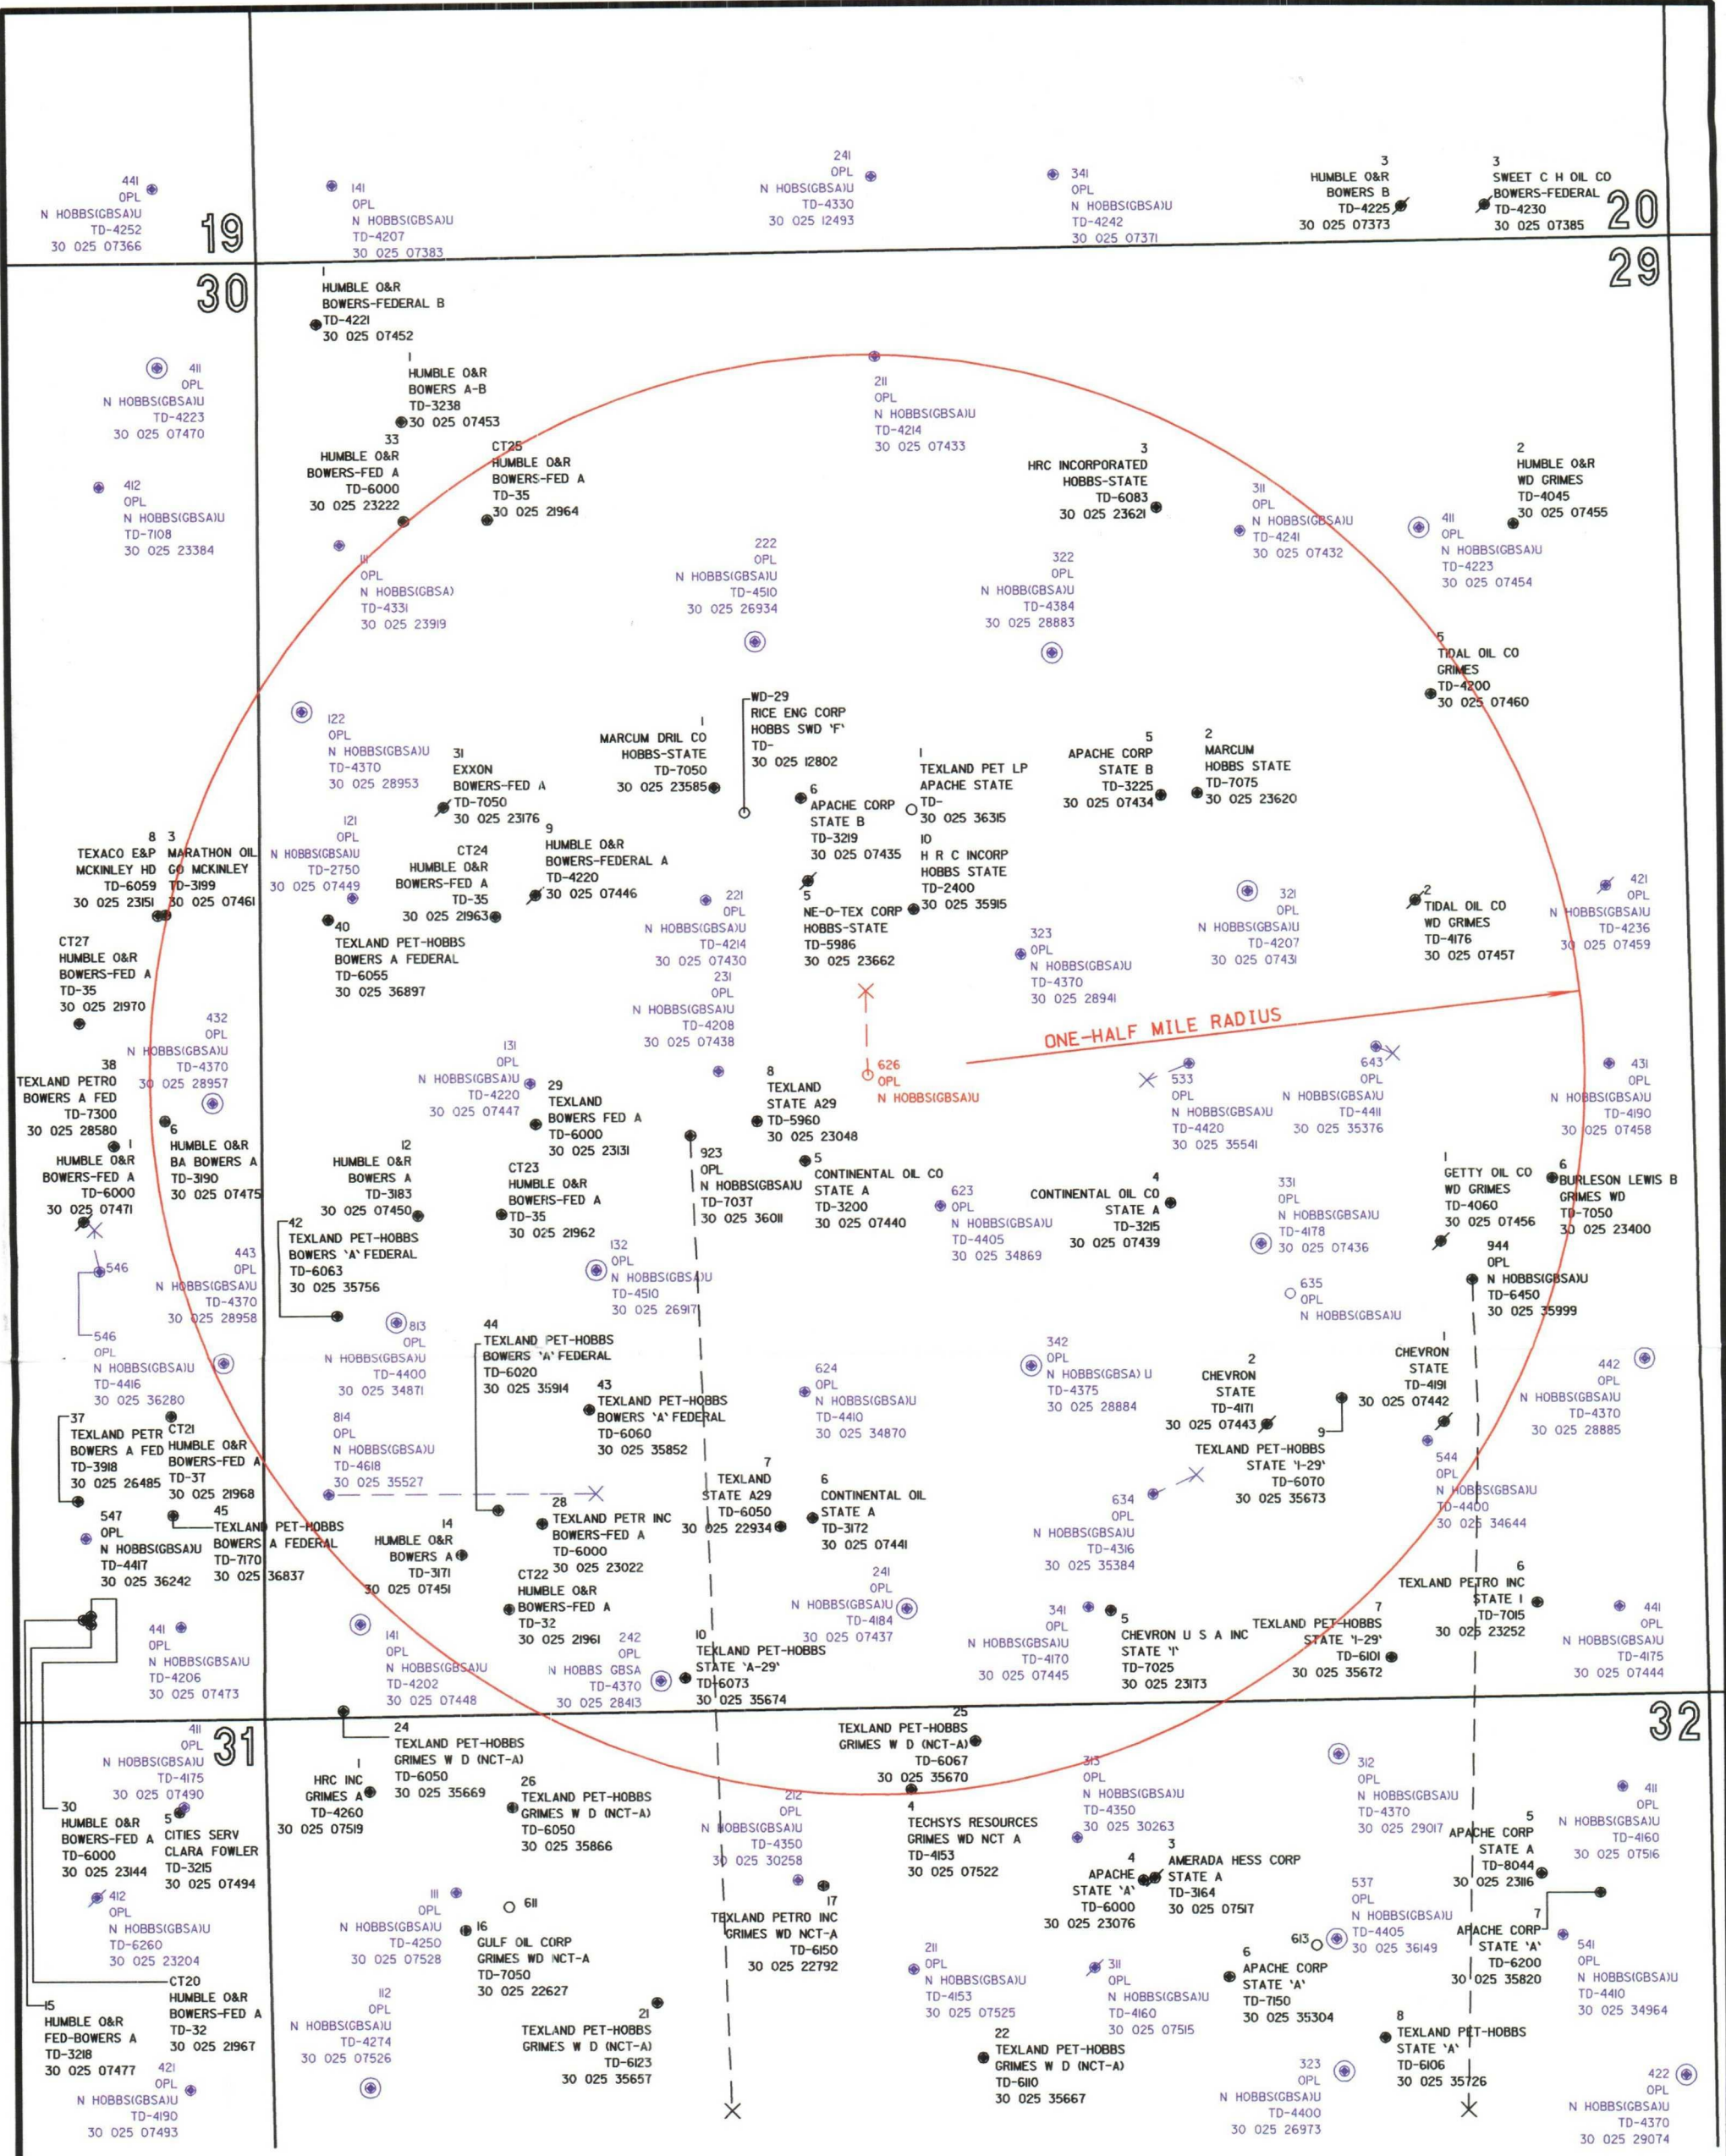 441
OPL
N HOBBS(GBSA)U
TD-4252
30 025 07366
19
141
OPL
N HOBBS(GBSA)U
TD-4207
30 025 07383
241
OPL
N HOBS(GBSA)U
TD-4330
30 025 12493
341
OPL
N HOBBS(GBSA)U
TD-4242
30 025 07371
3
HUMBLE O&R
BOWERS B
TD-4225
30 025 07373
3
SWEET C H OIL CO
BOWERS-FEDERAL
TD-4230
30 025 07385
20
30
29
1
HUMBLE O&R
BOWERS-FEDERAL B
TD-4221
30 025 07452
411
OPL
N HOBBS(GBSA)U
TD-4223
30 025 07470
1
HUMBLE O&R
BOWERS A-B
TD-3238
30 025 07453
211
OPL
N HOBBS(GBSA)U
TD-4214
30 025 07433
33
HUMBLE O&R
BOWERS-FED A
TD-6000
30 025 23222
CT25
HUMBLE O&R
BOWERS-FED A
TD-35
30 025 21964
3
HRC INCORPORATED
HOBBS-STATE
TD-6083
30 025 23621
2
HUMBLE O&R
WD GRIMES
TD-4045
30 025 07455
412
OPL
N HOBBS(GBSA)U
TD-7108
30 025 23384
311
OPL
N HOBBS(GBSA)U
TD-4241
30 025 07432
411
OPL
N HOBBS(GBSA)U
TD-4223
30 025 07454
111
OPL
N HOBBS(GBSA)
TD-4331
30 025 23919
222
OPL
N HOBBS(GBSA)U
TD-4510
30 025 26934
322
OPL
N HOBB(GBSA)U
TD-4384
30 025 28883
5
TIDAL OIL CO
GRIMES
TD-4200
30 025 07460
122
OPL
N HOBBS(GBSA)U
TD-4370
30 025 28953
31
EXXON
BOWERS-FED A
TD-7050
30 025 23176
1
MARCUM DRIL CO
HOBBS-STATE
TD-7050
30 025 23585
WD-29
RICE ENG CORP
HOBBS SWD 'F'
TD-
30 025 12802
6
APACHE CORP
STATE B
TD-3219
30 025 07435
1
TEXLAND PET LP
APACHE STATE
TD-
30 025 36315
5
APACHE CORP
STATE B
TD-3225
30 025 07434
2
MARCUM
HOBBS STATE
TD-7075
30 025 23620
8
TEXACO E&P
MCKINLEY HD
TD-6059
30 025 23151
3
MARATHON OIL
GO MCKINLEY
TD-3199
30 025 07461
121
OPL
N HOBBS(GBSA)U
TD-2750
30 025 07449
CT24
HUMBLE O&R
BOWERS-FED A
TD-35
30 025 21963
9
HUMBLE O&R
BOWERS-FEDERAL A
TD-4220
30 025 07446
10
H R C INCORP
HOBBS STATE
TD-2400
30 025 35915
221
OPL
N HOBBS(GBSA)U
TD-4214
30 025 07430
5
NE-O-TEX CORP
HOBBS-STATE
TD-5986
30 025 23662
321
OPL
N HOBBS(GBSA)U
TD-4207
30 025 07431
2
TIDAL OIL CO
WD GRIMES
TD-4176
30 025 07457
421
OPL
N HOBBS(GBSA)U
TD-4236
30 025 07459
CT27
HUMBLE O&R
BOWERS-FED A
TD-35
30 025 21970
40
TEXLAND PET-HOBBS
BOWERS A FEDERAL
TD-6055
30 025 36897
323
OPL
N HOBBS(GBSA)U
TD-4370
30 025 28941
231
OPL
N HOBBS(GBSA)U
TD-4208
30 025 07438
ONE-HALF MILE RADIUS
432
OPL
N HOBBS(GBSA)U
TD-4370
30 025 28957
38
TEXLAND PETRO
BOWERS A FED
TD-7300
30 025 28580
131
OPL
N HOBBS(GBSA)U
TD-4220
30 025 07447
29
TEXLAND
BOWERS FED A
TD-6000
30 025 23131
8
TEXLAND
STATE A29
TD-5960
30 025 23048
626
OPL
N HOBBS(GBSA)U
533
OPL
N HOBBS(GBSA)U
TD-4420
30 025 35541
643
OPL
N HOBBS(GBSA)U
TD-4411
30 025 35376
431
OPL
N HOBBS(GBSA)U
TD-4190
30 025 07458
1
HUMBLE O&R
BOWERS-FED A
TD-6000
30 025 07471
6
HUMBLE O&R
BA BOWERS A
TD-3190
30 025 07475
12
HUMBLE O&R
BOWERS A
TD-3183
30 025 07450
CT23
HUMBLE O&R
BOWERS-FED A
TD-35
30 025 21962
923
OPL
N HOBBS(GBSA)U
TD-7037
30 025 36011
5
CONTINENTAL OIL CO
STATE A
TD-3200
30 025 07440
623
OPL
N HOBBS(GBSA)U
TD-4405
30 025 34869
4
CONTINENTAL OIL CO
STATE A
TD-3215
30 025 07439
331
OPL
N HOBBS(GBSA)U
TD-4178
30 025 07436
1
GETTY OIL CO
WD GRIMES
TD-4060
30 025 07456
6
BURLESON LEWIS B
GRIMES WD
TD-7050
30 025 23400
42
TEXLAND PET-HOBBS
BOWERS 'A' FEDERAL
TD-6063
30 025 35756
546
443
OPL
N HOBBS(GBSA)U
TD-4370
30 025 28958
132
OPL
N HOBBS(GBSA)U
TD-4510
30 025 26917
635
OPL
N HOBBS(GBSA)U
944
OPL
N HOBBS(GBSA)U
TD-6450
30 025 35999
546
OPL
N HOBBS(GBSA)U
TD-4416
30 025 36280
813
OPL
N HOBBS(GBSA)U
TD-4400
30 025 34871
44
TEXLAND PET-HOBBS
BOWERS 'A' FEDERAL
TD-6020
30 025 35914
43
TEXLAND PET-HOBBS
BOWERS 'A' FEDERAL
TD-6060
30 025 35852
624
OPL
N HOBBS(GBSA)U
TD-4410
30 025 34870
342
OPL
N HOBBS(GBSA) U
TD-4375
30 025 28884
2
CHEVRON
STATE
TD-4171
30 025 07443
1
CHEVRON
STATE
TD-4191
30 025 07442
442
OPL
N HOBBS(GBSA)U
TD-4370
30 025 28885
37
TEXLAND PETR
BOWERS A FED
TD-3918
30 025 26485
CT21
HUMBLE O&R
BOWERS-FED A
TD-37
30 025 21968
814
OPL
N HOBBS(GBSA)U
TD-4618
30 025 35527
9
TEXLAND PET-HOBBS
STATE 'I-29'
TD-6070
30 025 35673
544
OPL
N HOBBS(GBSA)U
TD-4400
30 025 34644
7
TEXLAND
STATE A29
TD-6050
30 025 22934
6
CONTINENTAL OIL
STATE A
TD-3172
30 025 07441
634
OPL
N HOBBS(GBSA)U
TD-4316
30 025 35384
547
OPL
N HOBBS(GBSA)U
TD-4417
30 025 36242
45
TEXLAND PET-HOBBS
BOWERS A FEDERAL
TD-7170
30 025 36837
14
HUMBLE O&R
BOWERS A
TD-3171
30 025 07451
28
TEXLAND PETR INC
BOWERS-FED A
TD-6000
30 025 23022
CT22
HUMBLE O&R
BOWERS-FED A
TD-32
30 025 21961
241
OPL
N HOBBS(GBSA)U
TD-4184
30 025 07437
6
TEXLAND PETRO INC
STATE 1
TD-7015
30 025 23252
441
OPL
N HOBBS(GBSA)U
TD-4206
30 025 07473
141
OPL
N HOBBS(GBSA)U
TD-4202
30 025 07448
242
OPL
N HOBBS GBSA
TD-4370
30 025 28413
10
TEXLAND PET-HOBBS
STATE 'A-29'
TD-6073
30 025 35674
341
OPL
N HOBBS(GBSA)U
TD-4170
30 025 07445
5
CHEVRON U S A INC
STATE 'I'
TD-7025
30 025 23173
7
TEXLAND PET-HOBBS
STATE 'I-29'
TD-6101
30 025 35672
441
OPL
N HOBBS(GBSA)U
TD-4175
30 025 07444
31
32
411
OPL
N HOBBS(GBSA)U
TD-4175
30 025 07490
24
TEXLAND PET-HOBBS
GRIMES W D (NCT-A)
TD-6050
30 025 35669
25
TEXLAND PET-HOBBS
GRIMES W D (NCT-A)
TD-6067
30 025 35670
1
HRC INC
GRIMES A
TD-4260
30 025 07519
26
TEXLAND PET-HOBBS
GRIMES W D (NCT-A)
TD-6050
30 025 35866
212
OPL
N HOBBS(GBSA)U
TD-4350
30 025 30258
4
TECHSYS RESOURCES
GRIMES WD NCT A
TD-4153
30 025 07522
313
OPL
N HOBBS(GBSA)U
TD-4350
30 025 30263
312
OPL
N HOBBS(GBSA)U
TD-4370
30 025 29017
411
OPL
N HOBBS(GBSA)U
TD-4160
30 025 07516
30
HUMBLE O&R
BOWERS-FED A
TD-6000
30 025 23144
5
CITIES SERV
CLARA FOWLER
TD-3215
30 025 07494
4
APACHE
STATE 'A'
TD-6000
30 025 23076
3
AMERADA HESS CORP
STATE A
TD-3164
30 025 07517
5
APACHE CORP
STATE A
TD-8044
30 025 23116
412
OPL
N HOBBS(GBSA)U
TD-6260
30 025 23204
111
OPL
N HOBBS(GBSA)U
TD-4250
30 025 07528
611
16
GULF OIL CORP
GRIMES WD NCT-A
TD-7050
30 025 22627
17
TEXLAND PETRO INC
GRIMES WD NCT-A
TD-6150
30 025 22792
537
OPL
N HOBBS(GBSA)U
TD-4405
30 025 36149
613
7
APACHE CORP
STATE 'A'
TD-6200
30 025 35820
211
OPL
N HOBBS(GBSA)U
TD-4153
30 025 07525
311
OPL
N HOBBS(GBSA)U
TD-4160
30 025 07515
6
APACHE CORP
STATE 'A'
TD-7150
30 025 35304
541
OPL
N HOBBS(GBSA)U
TD-4410
30 025 34964
CT20
HUMBLE O&R
BOWERS-FED A
TD-32
30 025 21967
15
HUMBLE O&R
FED-BOWERS A
TD-3218
30 025 07477
112
OPL
N HOBBS(GBSA)U
TD-4274
30 025 07526
21
TEXLAND PET-HOBBS
GRIMES W D (NCT-A)
TD-6123
30 025 35657
22
TEXLAND PET-HOBBS
GRIMES W D (NCT-A)
TD-6110
30 025 35667
8
TEXLAND PET-HOBBS
STATE 'A'
TD-6106
30 025 35726
421
OPL
N HOBBS(GBSA)U
TD-4190
30 025 07493
323
OPL
N HOBBS(GBSA)U
TD-4400
30 025 26973
422
OPL
N HOBBS(GBSA)U
TD-4370
30 025 29074